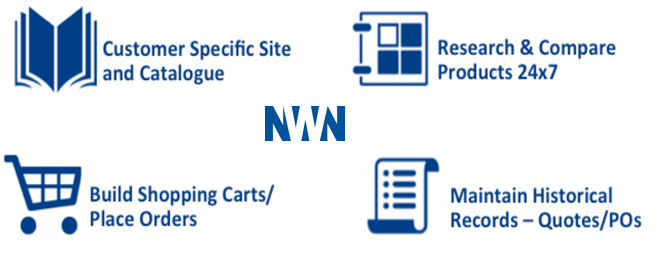 Customer Specific Site
and Catalogue
Research & Compare
Products 24x7
NWN
Build Shopping Carts/
Place Orders
Maintain Historical
Records – Quotes/POs